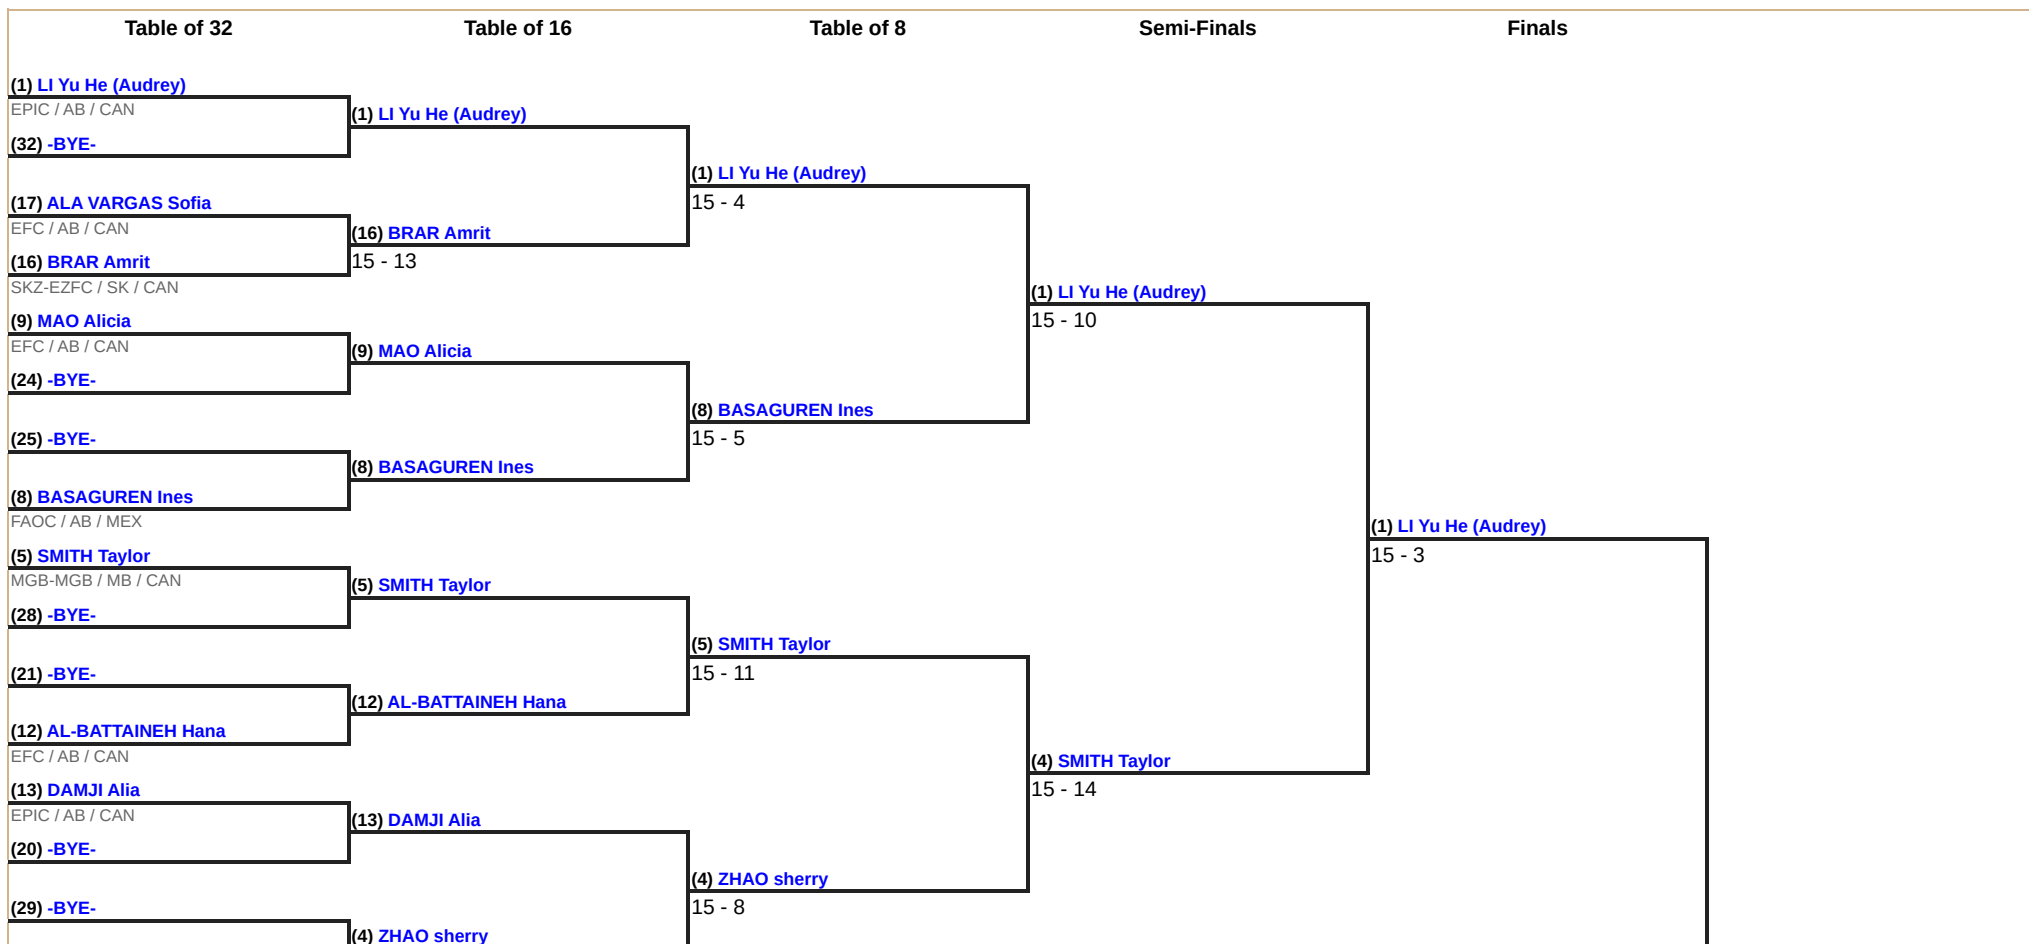 Table of 32
Table of 16
Table of 8
Semi-Finals
Finals
(1) LI Yu He (Audrey)
EPIC / AB / CAN
(32) -BYE-
(17) ALA VARGAS Sofia
EFC / AB / CAN
(16) BRAR Amrit
SKZ-EZFC / SK / CAN
(9) MAO Alicia
EFC / AB / CAN
(24) -BYE-
(25) -BYE-
(8) BASAGUREN Ines
FAOC / AB / MEX
(5) SMITH Taylor
MGB-MGB / MB / CAN
(28) -BYE-
(21) -BYE-
(12) AL-BATTAINEH Hana
EFC / AB / CAN
(13) DAMJI Alia
EPIC / AB / CAN
(20) -BYE-
(29) -BYE-
(1) LI Yu He (Audrey)
(16) BRAR Amrit
15 - 13
(9) MAO Alicia
(8) BASAGUREN Ines
(5) SMITH Taylor
(12) AL-BATTAINEH Hana
(13) DAMJI Alia
(4) ZHAO sherry
(1) LI Yu He (Audrey)
15 - 4
(8) BASAGUREN Ines
15 - 5
(5) SMITH Taylor
15 - 11
(4) ZHAO sherry
15 - 8
(1) LI Yu He (Audrey)
15 - 10
(4) SMITH Taylor
15 - 14
(1) LI Yu He (Audrey)
15 - 3